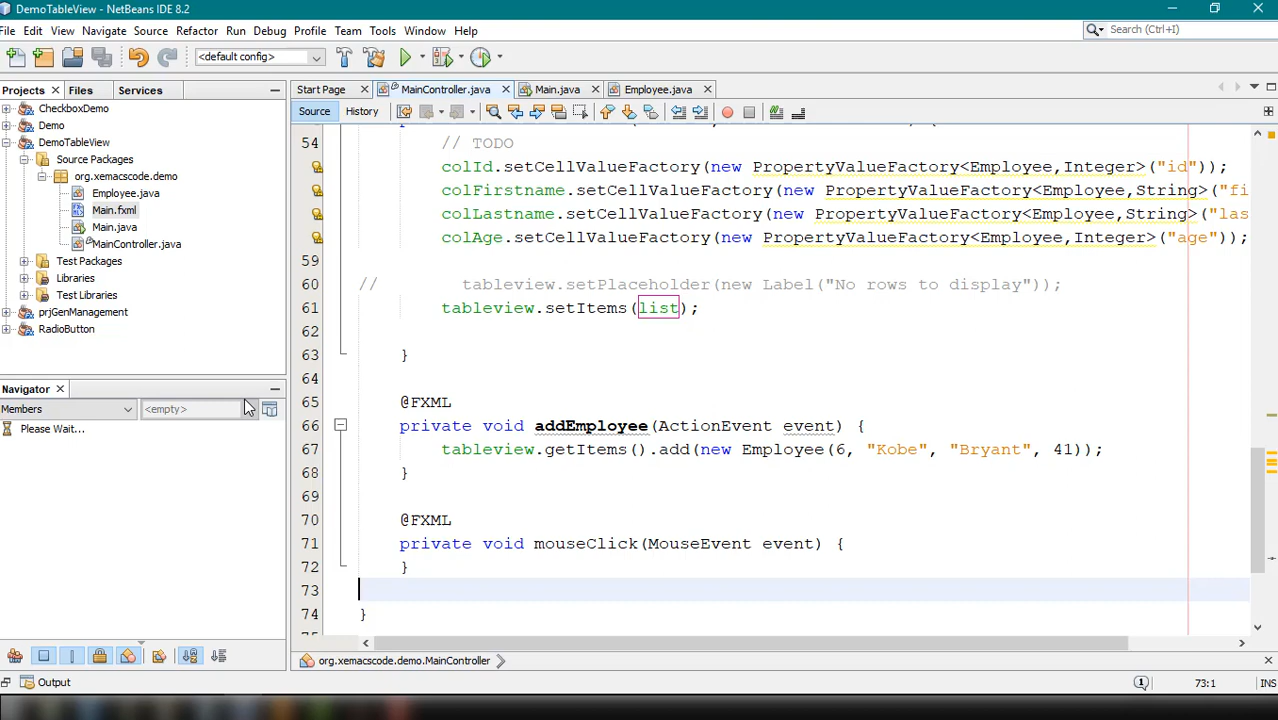 DemoTableView - NetBeans IDE 8.2
File Edit View Navigate Source Refactor Run Debug Profile Team Tools Window Help
Search (Ctrl+I)
<default config>
Projects Files Services
Start Page MainController.java Main.java Employee.java
Source History
CheckboxDemo
Demo
DemoTableView
Source Packages
org.xemacscode.demo
Employee.java
Main.fxml
Main.java
MainController.java
Test Packages
Libraries
Test Libraries
prjGenManagement
RadioButton
Navigator
Members <empty>
Please Wait...
54 // TODO
colId.setCellValueFactory(new PropertyValueFactory<Employee,Integer>("id"));
colFirstname.setCellValueFactory(new PropertyValueFactory<Employee,String>("fi
colLastname.setCellValueFactory(new PropertyValueFactory<Employee,String>("las
colAge.setCellValueFactory(new PropertyValueFactory<Employee,Integer>("age"));
59
60 // tableview.setPlaceholder(new Label("No rows to display"));
61 tableview.setItems(list);
62
63 }
64
65 @FXML
66 private void addEmployee(ActionEvent event) {
67 tableview.getItems().add(new Employee(6, "Kobe", "Bryant", 41));
68 }
69
70 @FXML
71 private void mouseClick(MouseEvent event) {
72 }
73
74 }
org.xemacscode.demo.MainController
Output
1
73:1
INS